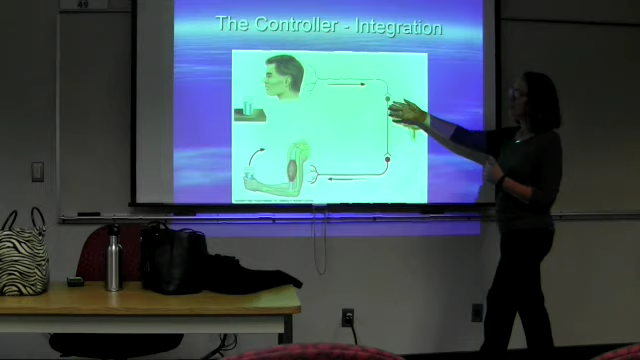 The Controller - Integration